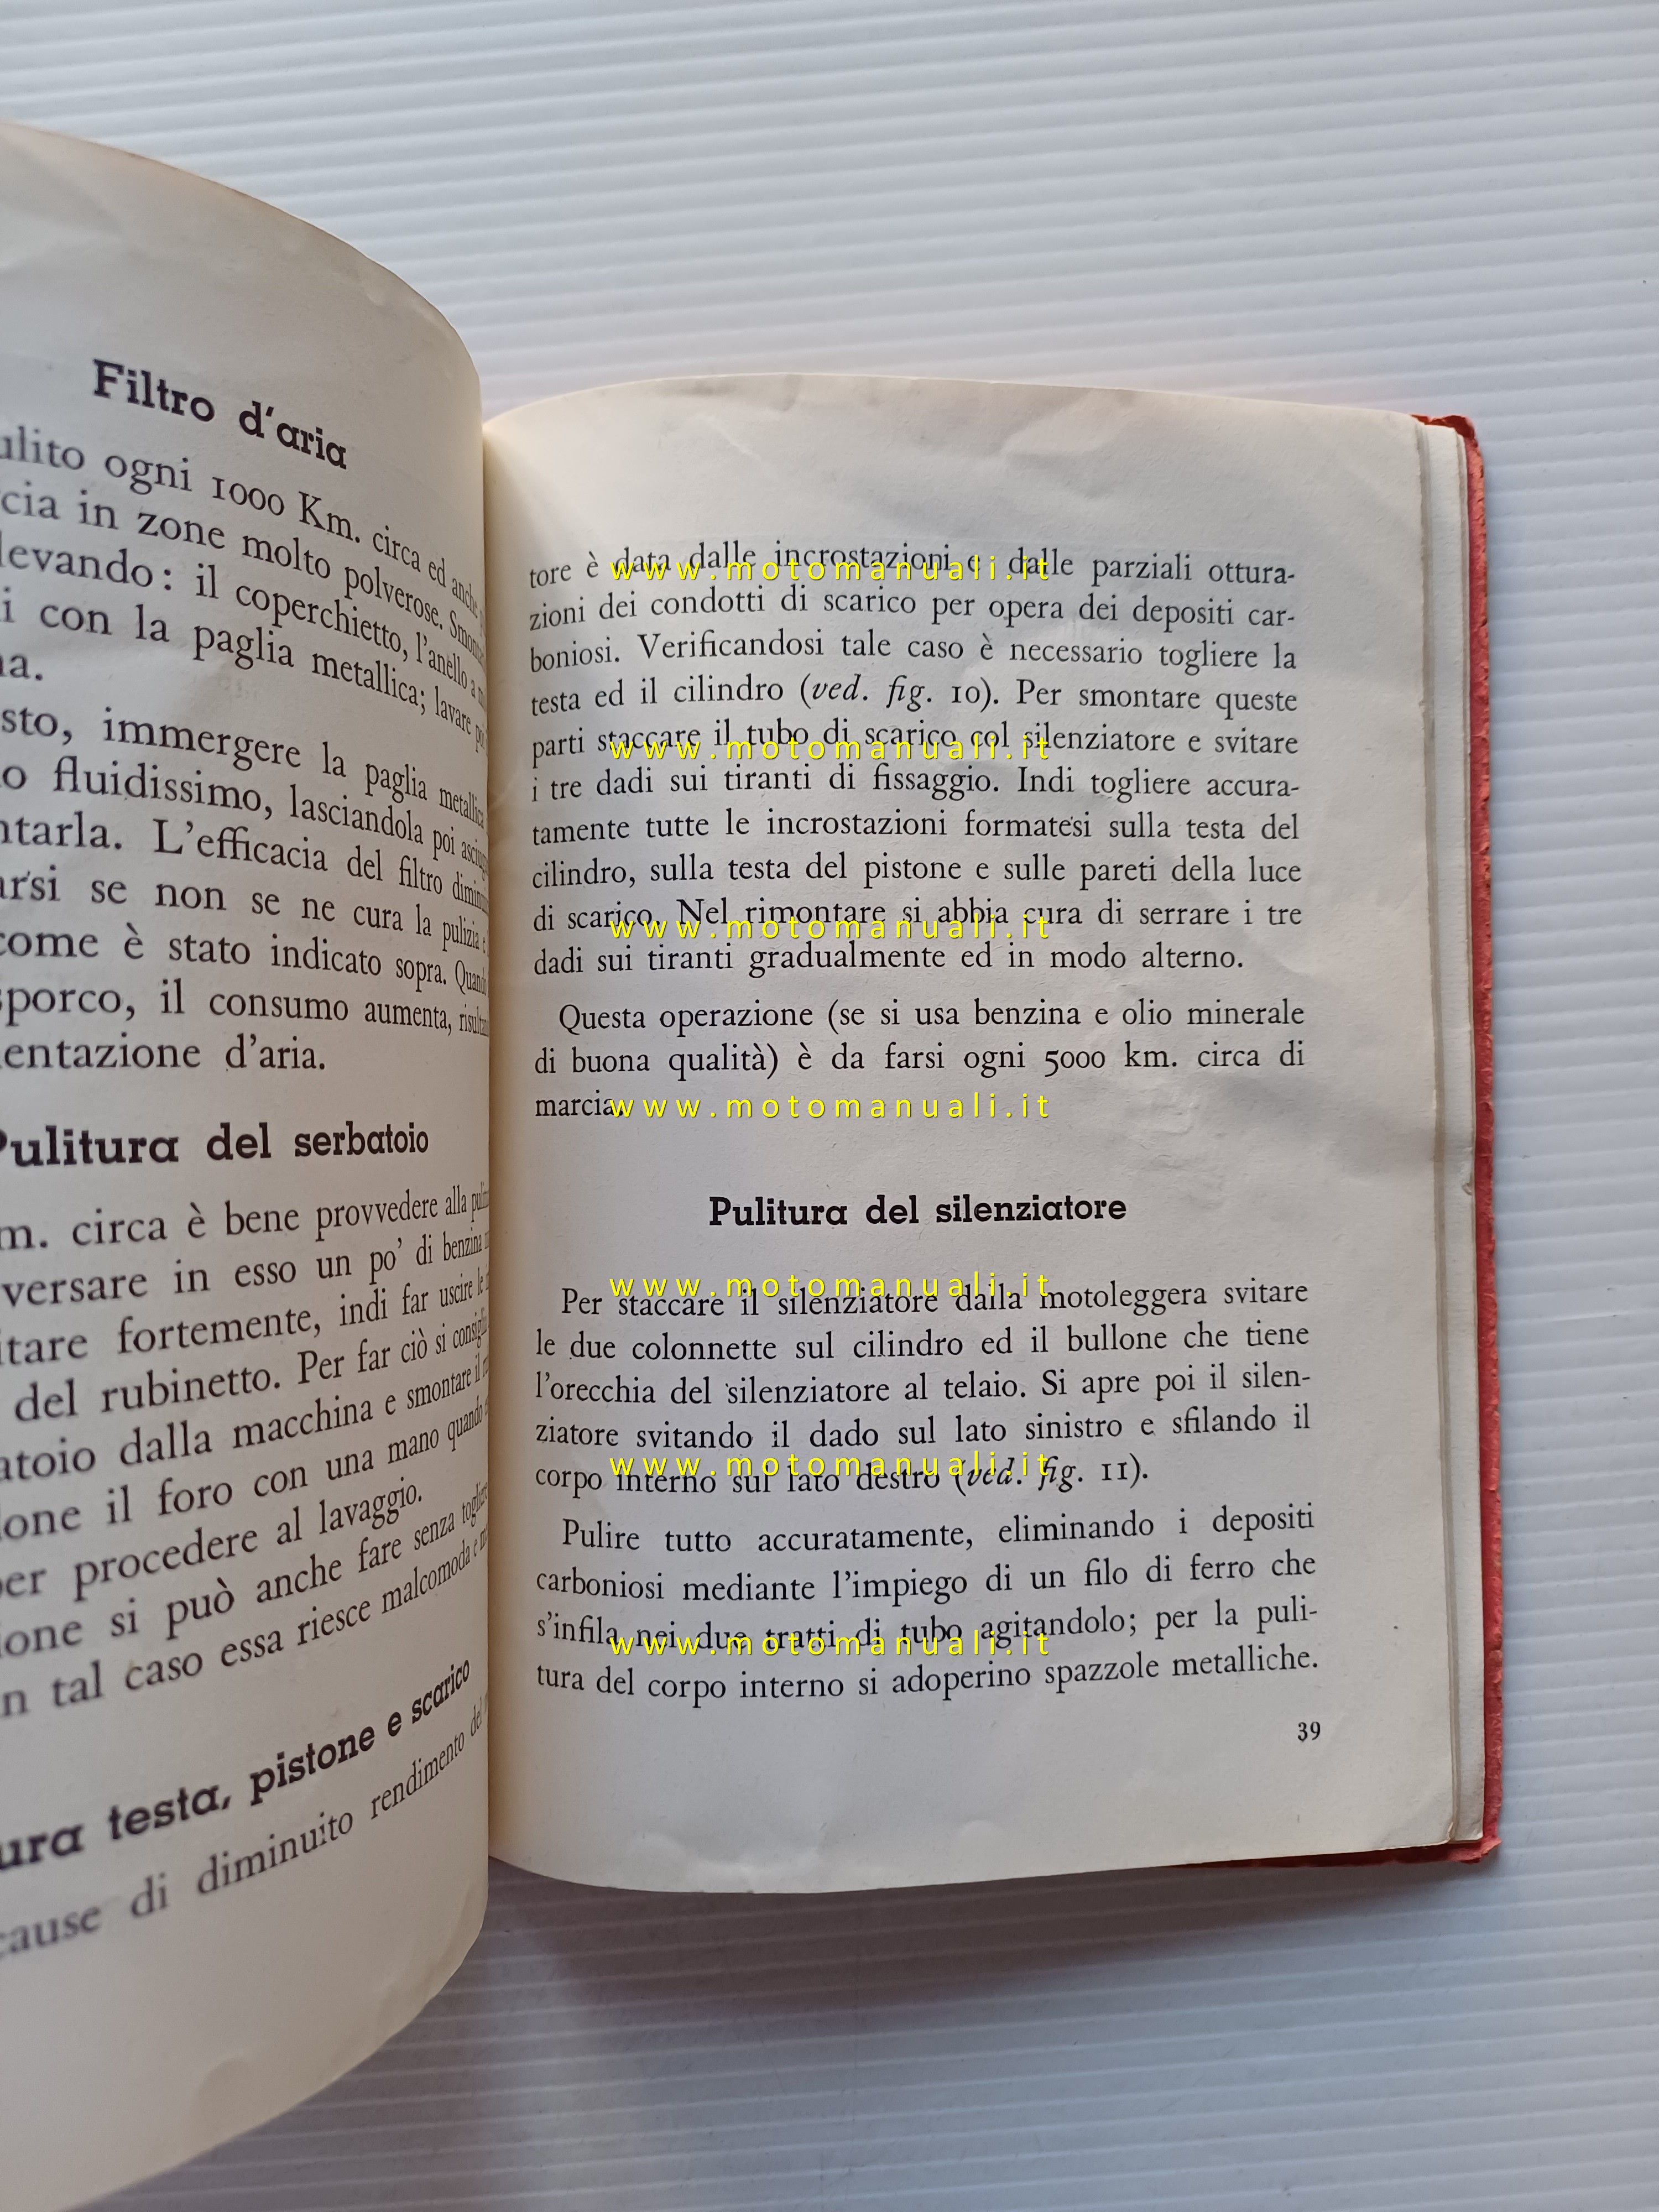 Filtro d'aria
ogni 1000 Km. circa ed anche
in zone molto polverose.
levando: il coperchietto, l'anello a
con la paglia metallica; lavare
immergere la paglia metallica
fluidissimo, lasciandola poi
L'efficacia del filtro
se non se ne cura la pulizia e
come è stato indicato sopra. Quando
sporco, il consumo aumenta,
d'aria.
Pulitura del serbatoio
circa è bene provvedere alla
versare in esso un po' di benzina
fortemente, indi far uscire le
del rubinetto. Per far ciò si
dalla macchina e smontare il
il foro con una mano quando
per procedere al lavaggio.
si può anche fare senza
tal caso essa riesce malcomoda e
testa, pistone e scarico
cause di diminuito rendimento del
tore è data dalle incrostazioni e dalle parziali ottura-
zioni dei condotti di scarico per opera dei depositi car-
boniosi. Verificandosi tale caso è necessario togliere la
testa ed il cilindro (ved. fig. 10). Per smontare queste
parti staccare il tubo di scarico col silenziatore e svitare
i tre dadi sui tiranti di fissaggio. Indi togliere accura-
tamente tutte le incrostazioni formatesi sulla testa del
cilindro, sulla testa del pistone e sulle pareti della luce
di scarico. Nel rimontare si abbia cura di serrare i tre
dadi sui tiranti gradualmente ed in modo alterno.
Questa operazione (se si usa benzina e olio minerale
di buona qualità) è da farsi ogni 5000 km. circa di
marcia.
Pulitura del silenziatore
Per staccare il silenziatore dalla motoleggera svitare
le due colonnette sul cilindro ed il bullone che tiene
l'orecchia del silenziatore al telaio. Si apre poi il silen-
ziatore svitando il dado sul lato sinistro e sfilando il
corpo interno sul lato destro (ved. fig. 11).
Pulire tutto accuratamente, eliminando i depositi
carboniosi mediante l'impiego di un filo di ferro che
s'infila nei due tratti di tubo agitandolo; per la puli-
tura del corpo interno si adoperino spazzole metalliche.
39
www.motomanuali.it
www.motomanuali.it
www.motomanuali.it
www.motomanuali.it
www.motomanuali.it
www.motomanuali.it
www.motomanuali.it